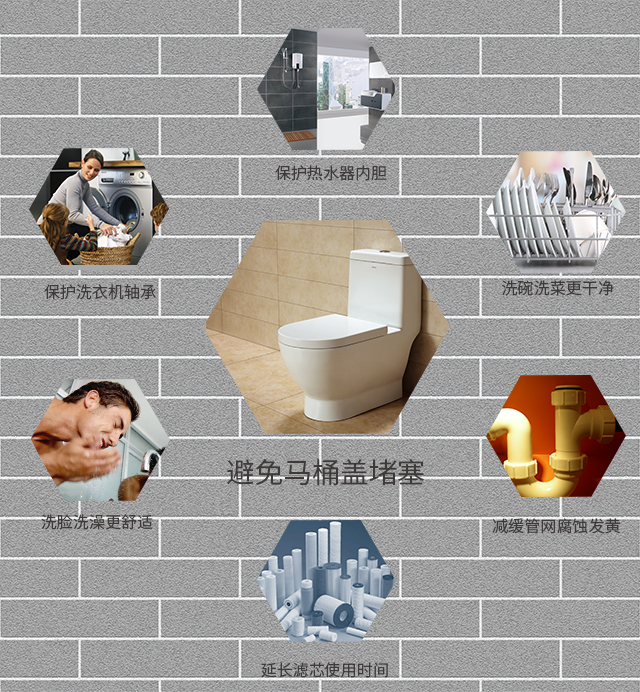 保护热水器内胆
保护洗衣机轴承
洗碗洗菜更干净
避免马桶盖堵塞
洗脸洗澡更舒适
减缓管网腐蚀发黄
延长滤芯使用时间